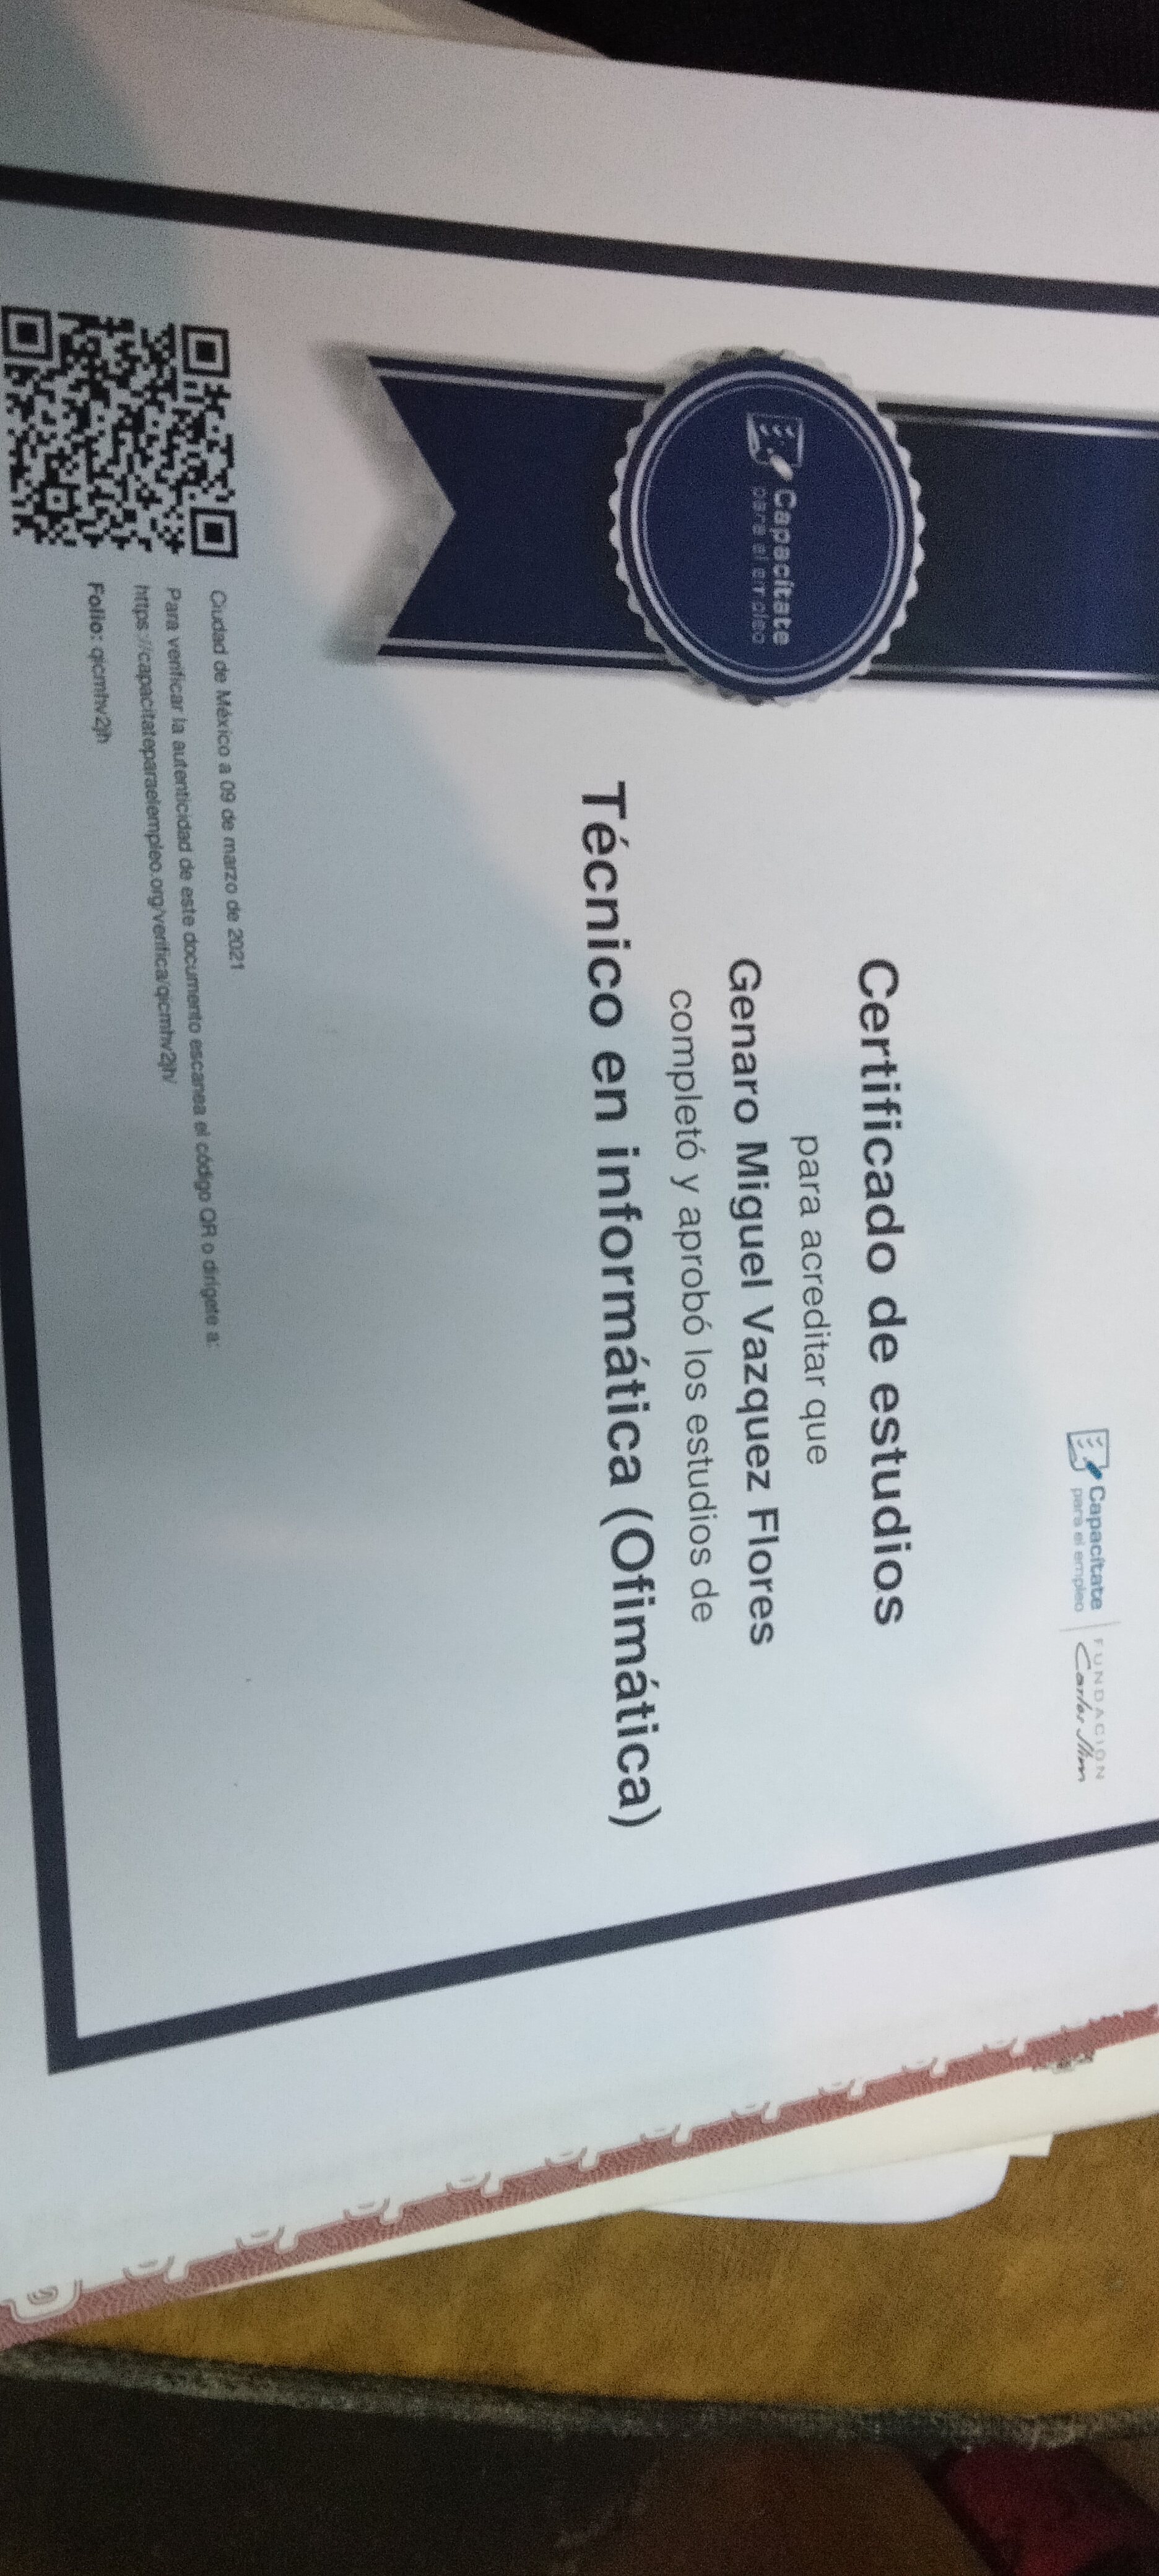 Capacítate
para el empleo
FUNDACIÓN
Carlos Slim
Certificado de estudios
para acreditar que
Genaro Miguel Vazquez Flores
completó y aprobó los estudios de
Técnico en informática (Ofimática)
Capacítate
para el empleo
Ciudad de México a 09 de marzo de 2021
Para verificar la autenticidad de este documento escanea el código QR o dirígete a:
https://capacitateparaelempleo.org/verifica/qicmhv2jh/
Folio: qicmhv2jh